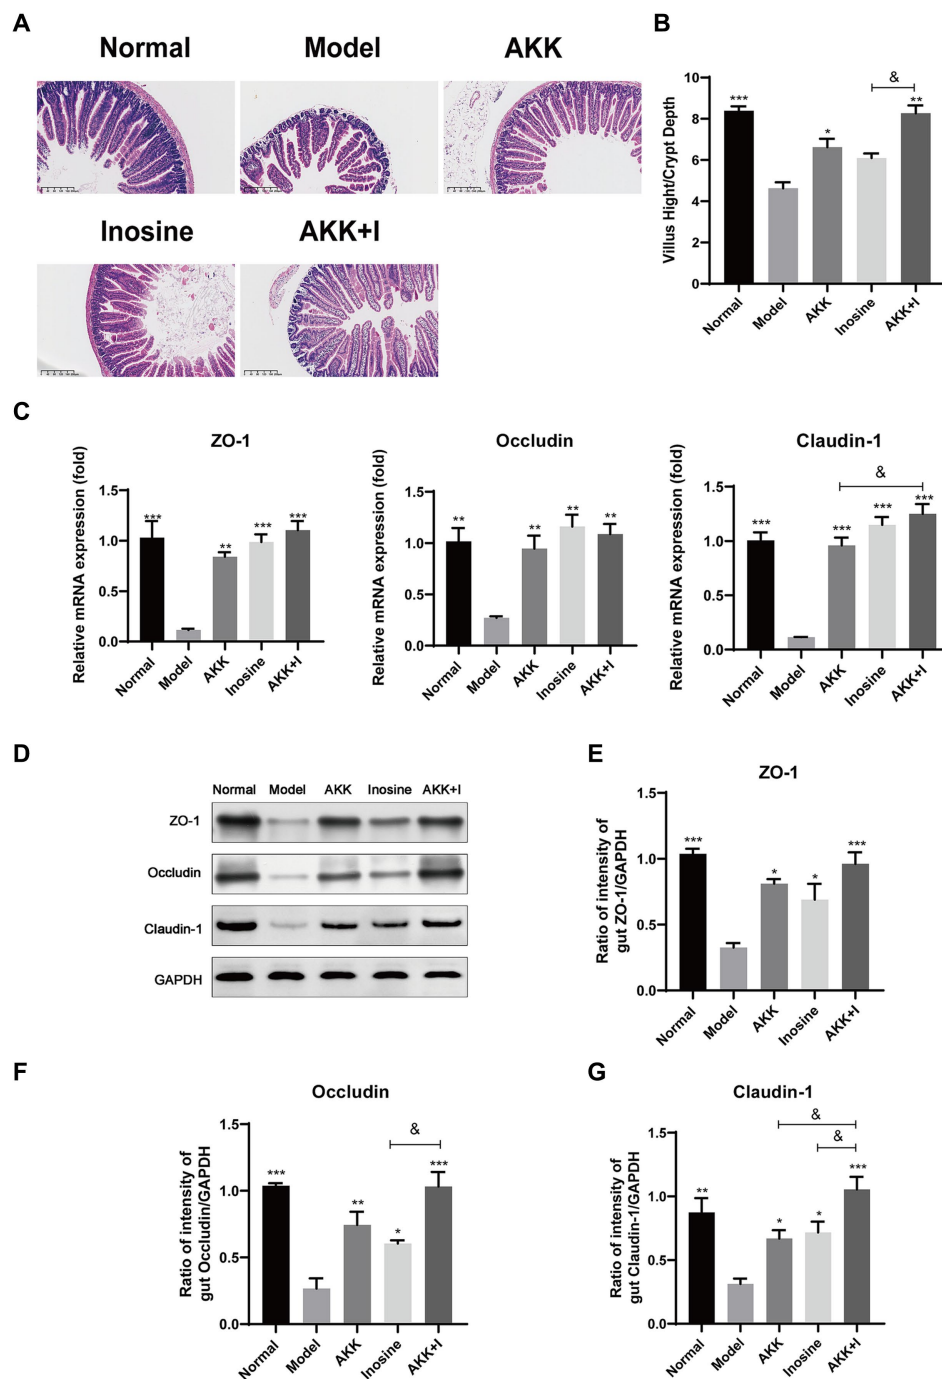 A
Normal
Model
AKK
Inosine
AKK+I
B
Villus Hight/Crypt Depth
10
8
6
4
2
0
***
*
&
**
Normal
Model
AKK
Inosine
AKK+I
C
ZO-1
Relative mRNA expression (fold)
1.5
1.0
0.5
0.0
***
**
***
***
Normal
Model
AKK
Inosine
AKK+I
Occludin
Relative mRNA expression (fold)
1.5
1.0
0.5
0.0
**
**
**
**
Normal
Model
AKK
Inosine
AKK+I
Claudin-1
Relative mRNA expression (fold)
1.5
1.0
0.5
0.0
&
***
***
***
***
Normal
Model
AKK
Inosine
AKK+I
D
Normal Model AKK Inosine AKK+I
ZO-1
Occludin
Claudin-1
GAPDH
E
ZO-1
Ratio of intensity of
gut ZO-1/GAPDH
1.5
1.0
0.5
0.0
***
*
*
***
Normal
Model
AKK
Inosine
AKK+I
F
Occludin
Ratio of intensity of
gut Occludin/GAPDH
1.5
1.0
0.5
0.0
&
***
**
*
***
Normal
Model
AKK
Inosine
AKK+I
G
Claudin-1
Ratio of intensity of
gut Claudin-1/GAPDH
1.5
1.0
0.5
0.0
&
&
**
*
*
***
Normal
Model
AKK
Inosine
AKK+I